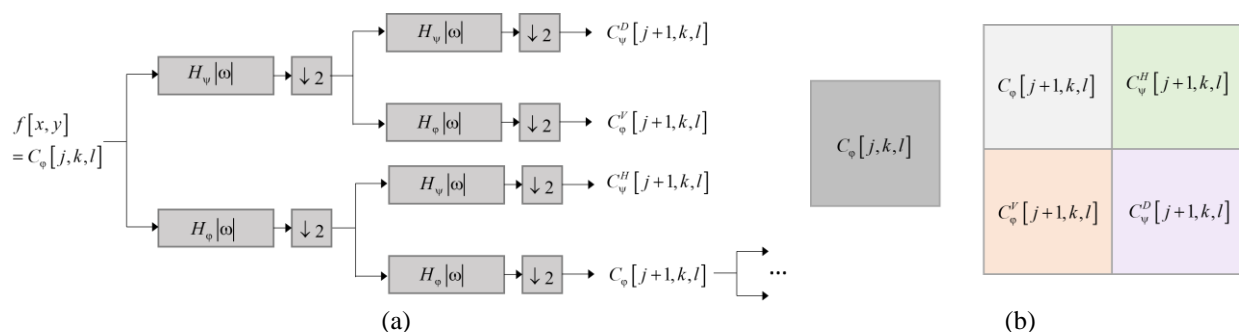 H_ψ|ω| ↓2 C_ψ^D[j+1,k,l]
H_ψ|ω| ↓2
H_φ|ω| ↓2 C_φ^V[j+1,k,l]
f[x,y]
= C_φ[j,k,l]
H_ψ|ω| ↓2 C_ψ^H[j+1,k,l]
H_φ|ω| ↓2
H_φ|ω| ↓2 C_φ[j+1,k,l] ...
(a)
C_φ[j,k,l]
C_φ[j+1,k,l] C_ψ^H[j+1,k,l]
C_φ^V[j+1,k,l] C_ψ^D[j+1,k,l]
(b)